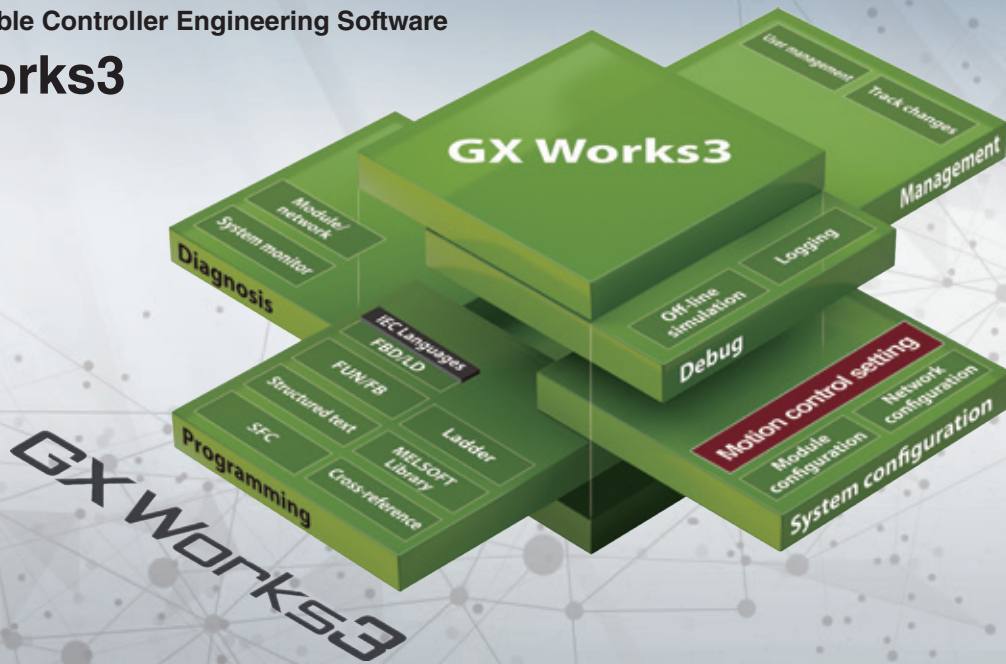 ble Controller Engineering Software
orks3
GX Works3
User management
Track changes
Management
Module/
network
System monitor
Diagnosis
Logging
Off-line
simulation
Debug
IEC Languages
FBD/LD
FUN/FB
Structured text
SFC
Ladder
MELSOFT
Library
Cross-reference
Programming
Motion control setting
Network
configuration
Module
configuration
System configuration
GX Works3